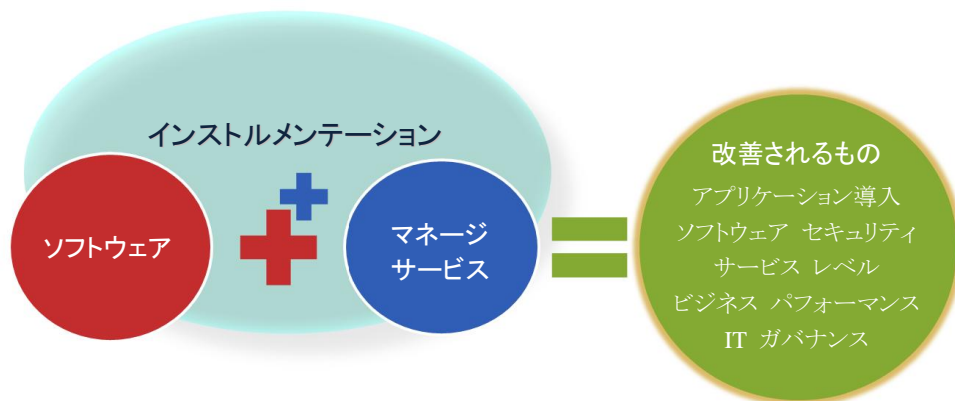 インストルメンテーション
ソフトウェア
マネージ
サービス
改善されるもの
アプリケーション導入
ソフトウェア セキュリティ
サービス レベル
ビジネス パフォーマンス
IT ガバナンス